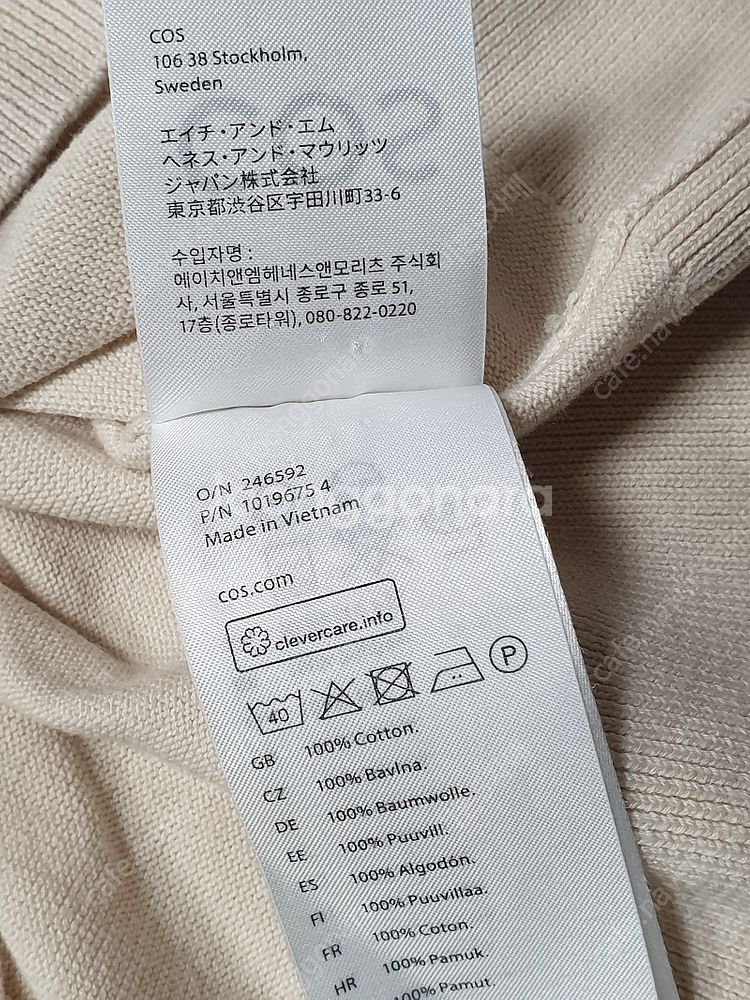 COS
106 38 Stockholm,
Sweden
エイチ・アンド・エム
ヘネス・アンド・マウリッツ
ジャパン株式会社
東京都渋谷区宇田川町33-6
수입자명 :
에이치앤엠헤네스앤모리츠 주식회
사, 서울특별시 종로구 종로 51,
17층(종로타워), 080-822-0220
O/N 246592
P/N 1019675 4
Made in Vietnam
cos.com
clevercare.info
40
P
GB 100% Cotton.
CZ 100% Bavlna.
DE 100% Baumwolle.
EE 100% Puuvill.
ES 100% Algodón.
FI 100% Puuvillaa.
FR 100% Coton.
HR 100% Pamuk.
100% Pamut.